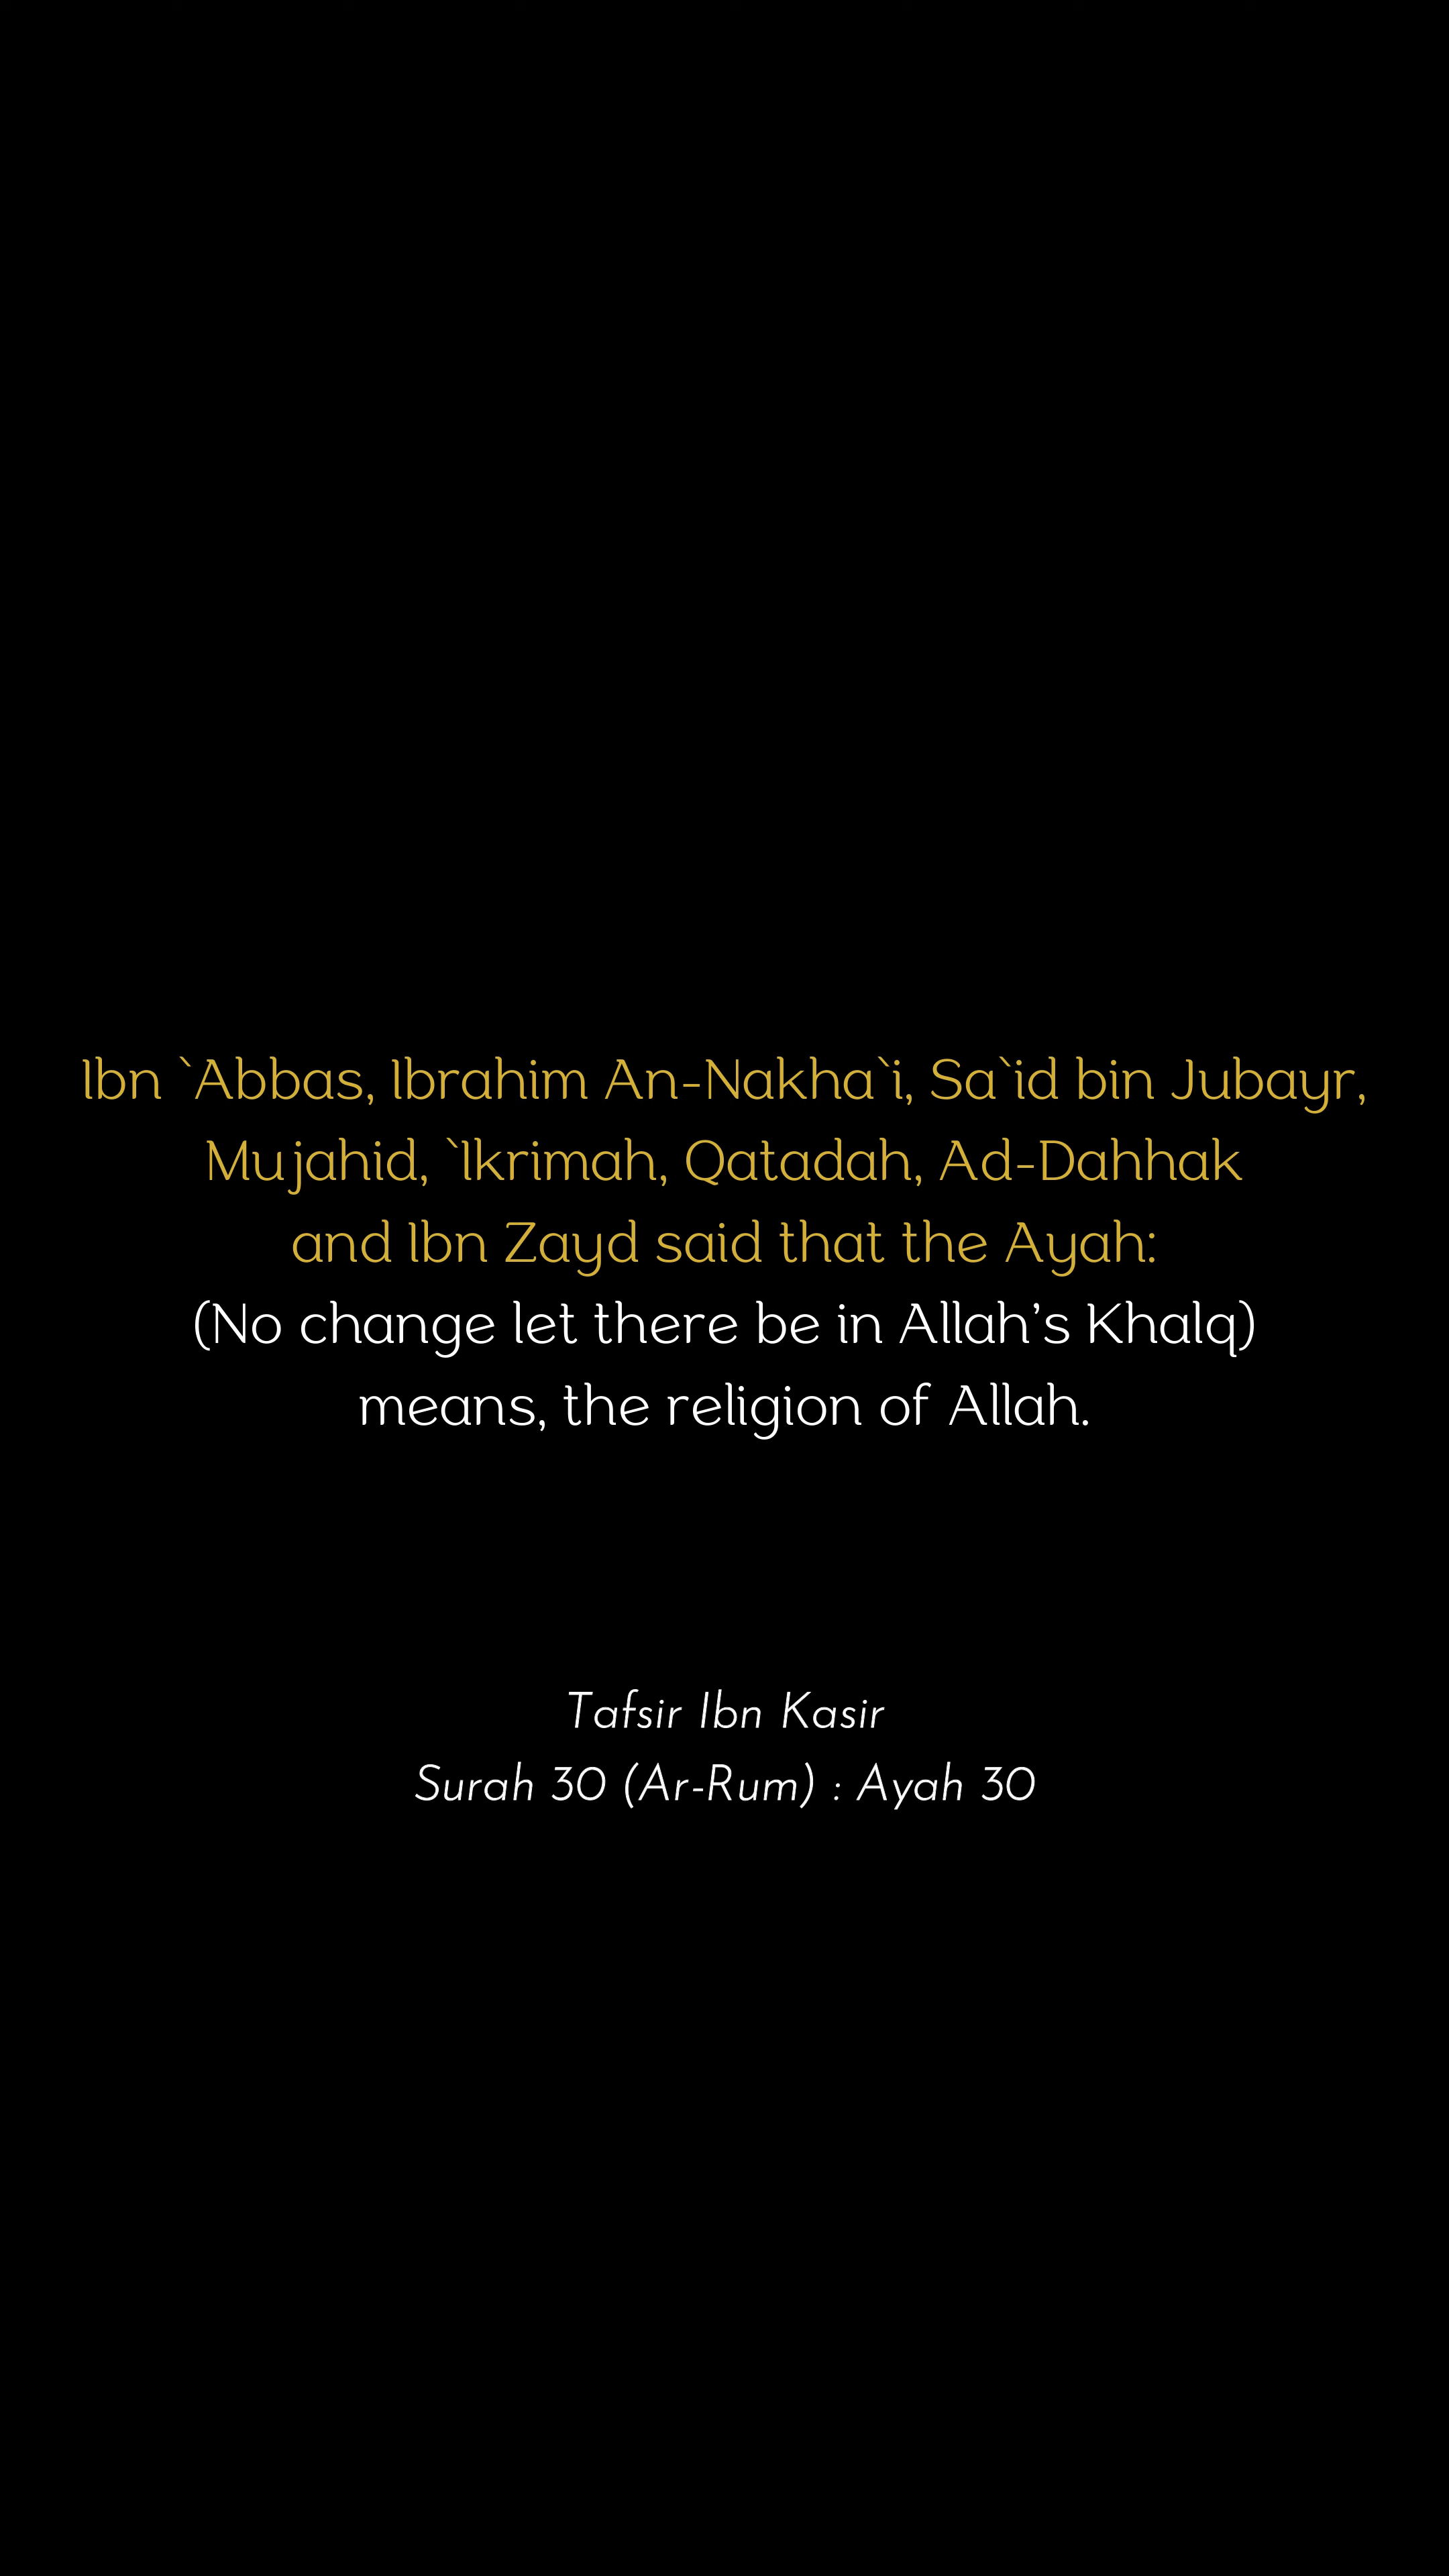 Ibn `Abbas, Ibrahim An-Nakha`i, Sa`id bin Jubayr,
Mujahid, `Ikrimah, Qatadah, Ad-Dahhak
and Ibn Zayd said that the Ayah:
(No change let there be in Allah’s Khalq)
means, the religion of Allah.
Tafsir Ibn Kasir
Surah 30 (Ar-Rum) : Ayah 30